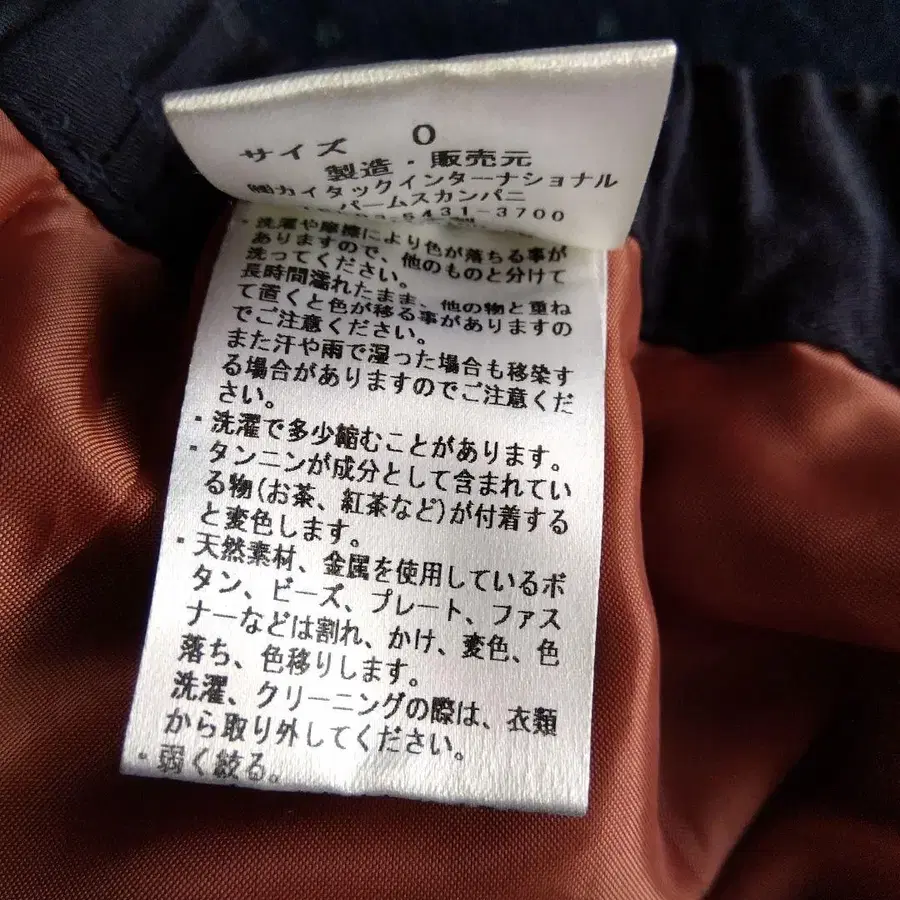 サイズ 0
製造・販売元
㈱カイタックインターナショナル
パームスカンパニ
5431-3700
・洗濯や摩擦により色が落ちる事が
ありますので、他のものと分けて
洗ってください。
長時間濡れたまま、他の物と重ね
て置くと色が移る事がありますの
でご注意ください。
また汗や雨で湿った場合も移染す
る場合がありますのでご注意くだ
さい。
・洗濯で多少縮むことがあります。
・タンニンが成分として含まれてい
る物(お茶、紅茶など)が付着する
と変色します。
・天然素材、金属を使用しているボ
タン、ビーズ、プレート、ファス
ナーなどは割れ、かけ、変色、色
落ち、色移りします。
洗濯、クリーニングの際は、衣類
から取り外してください。
・弱く絞る。